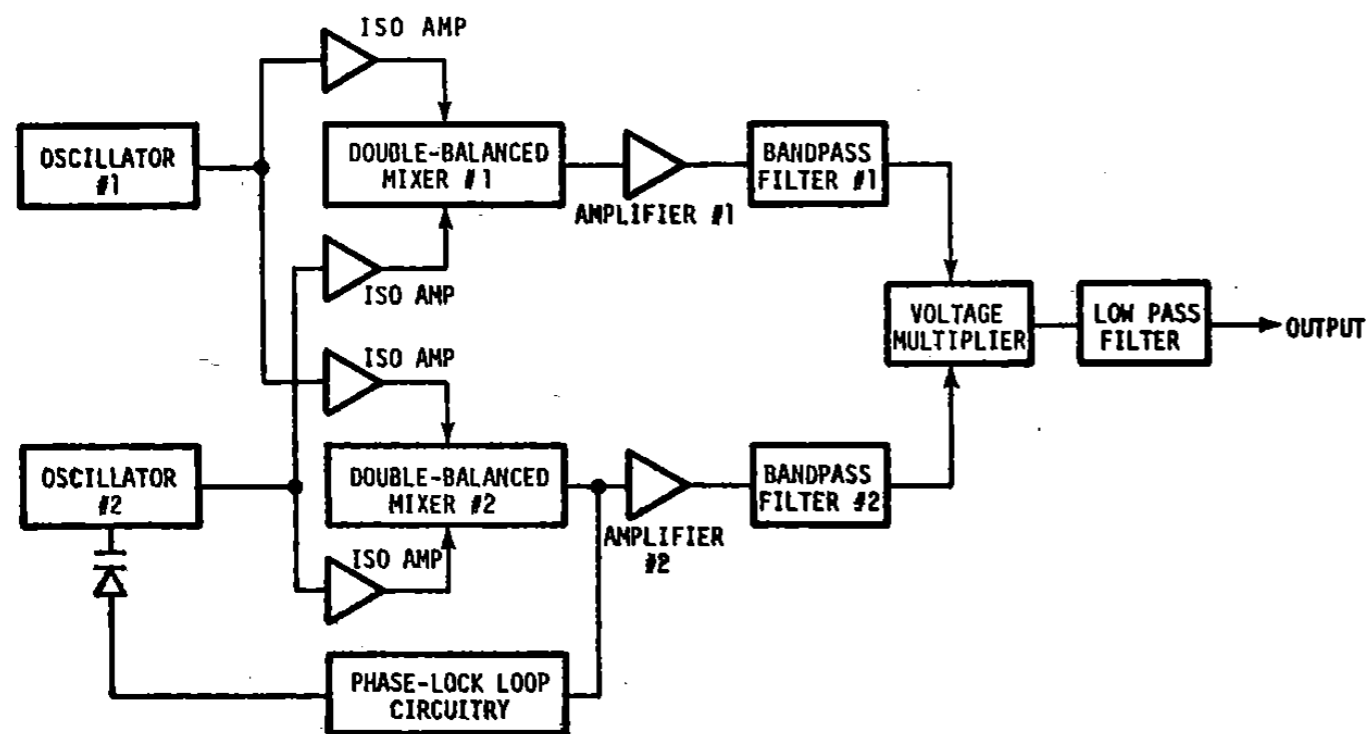 ISO AMP
OSCILLATOR
#1
DOUBLE-BALANCED
MIXER #1
AMPLIFIER #1
BANDPASS
FILTER #1
ISO AMP
VOLTAGE
MULTIPLIER
LOW PASS
FILTER
OUTPUT
ISO AMP
OSCILLATOR
#2
DOUBLE-BALANCED
MIXER #2
AMPLIFIER
#2
BANDPASS
FILTER #2
ISO AMP
PHASE-LOCK LOOP
CIRCUITRY